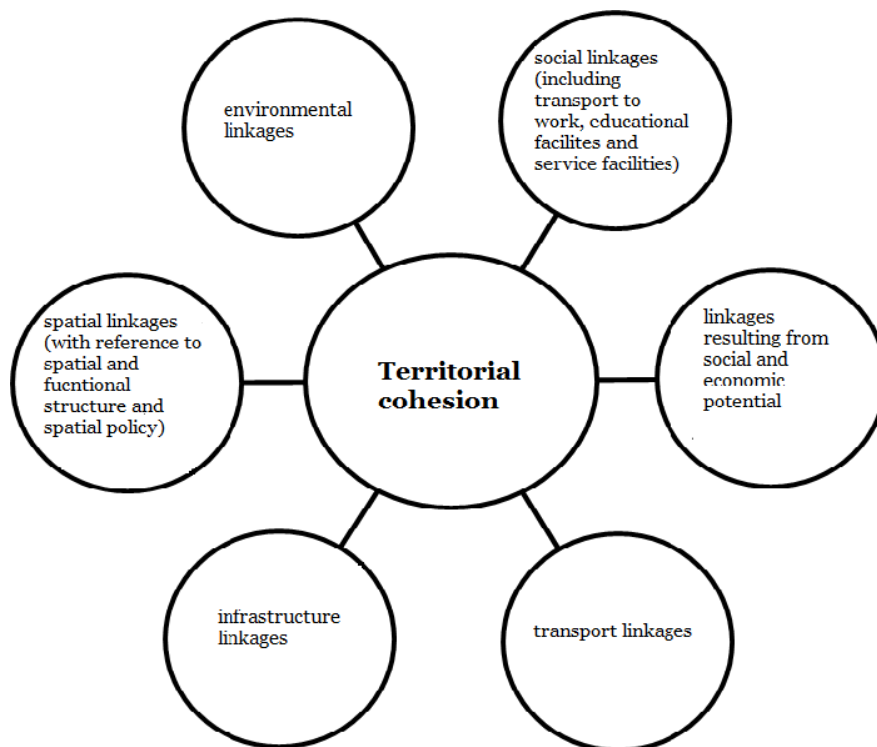 environmental
linkages
social linkages
(including
transport to
work, educational
facilites and
service facilities)
spatial linkages
(with reference to
spatial and
fucntional
structure and
spatial policy)
Territorial
cohesion
linkages
resulting from
social and
economic
potential
infrastructure
linkages
transport linkages